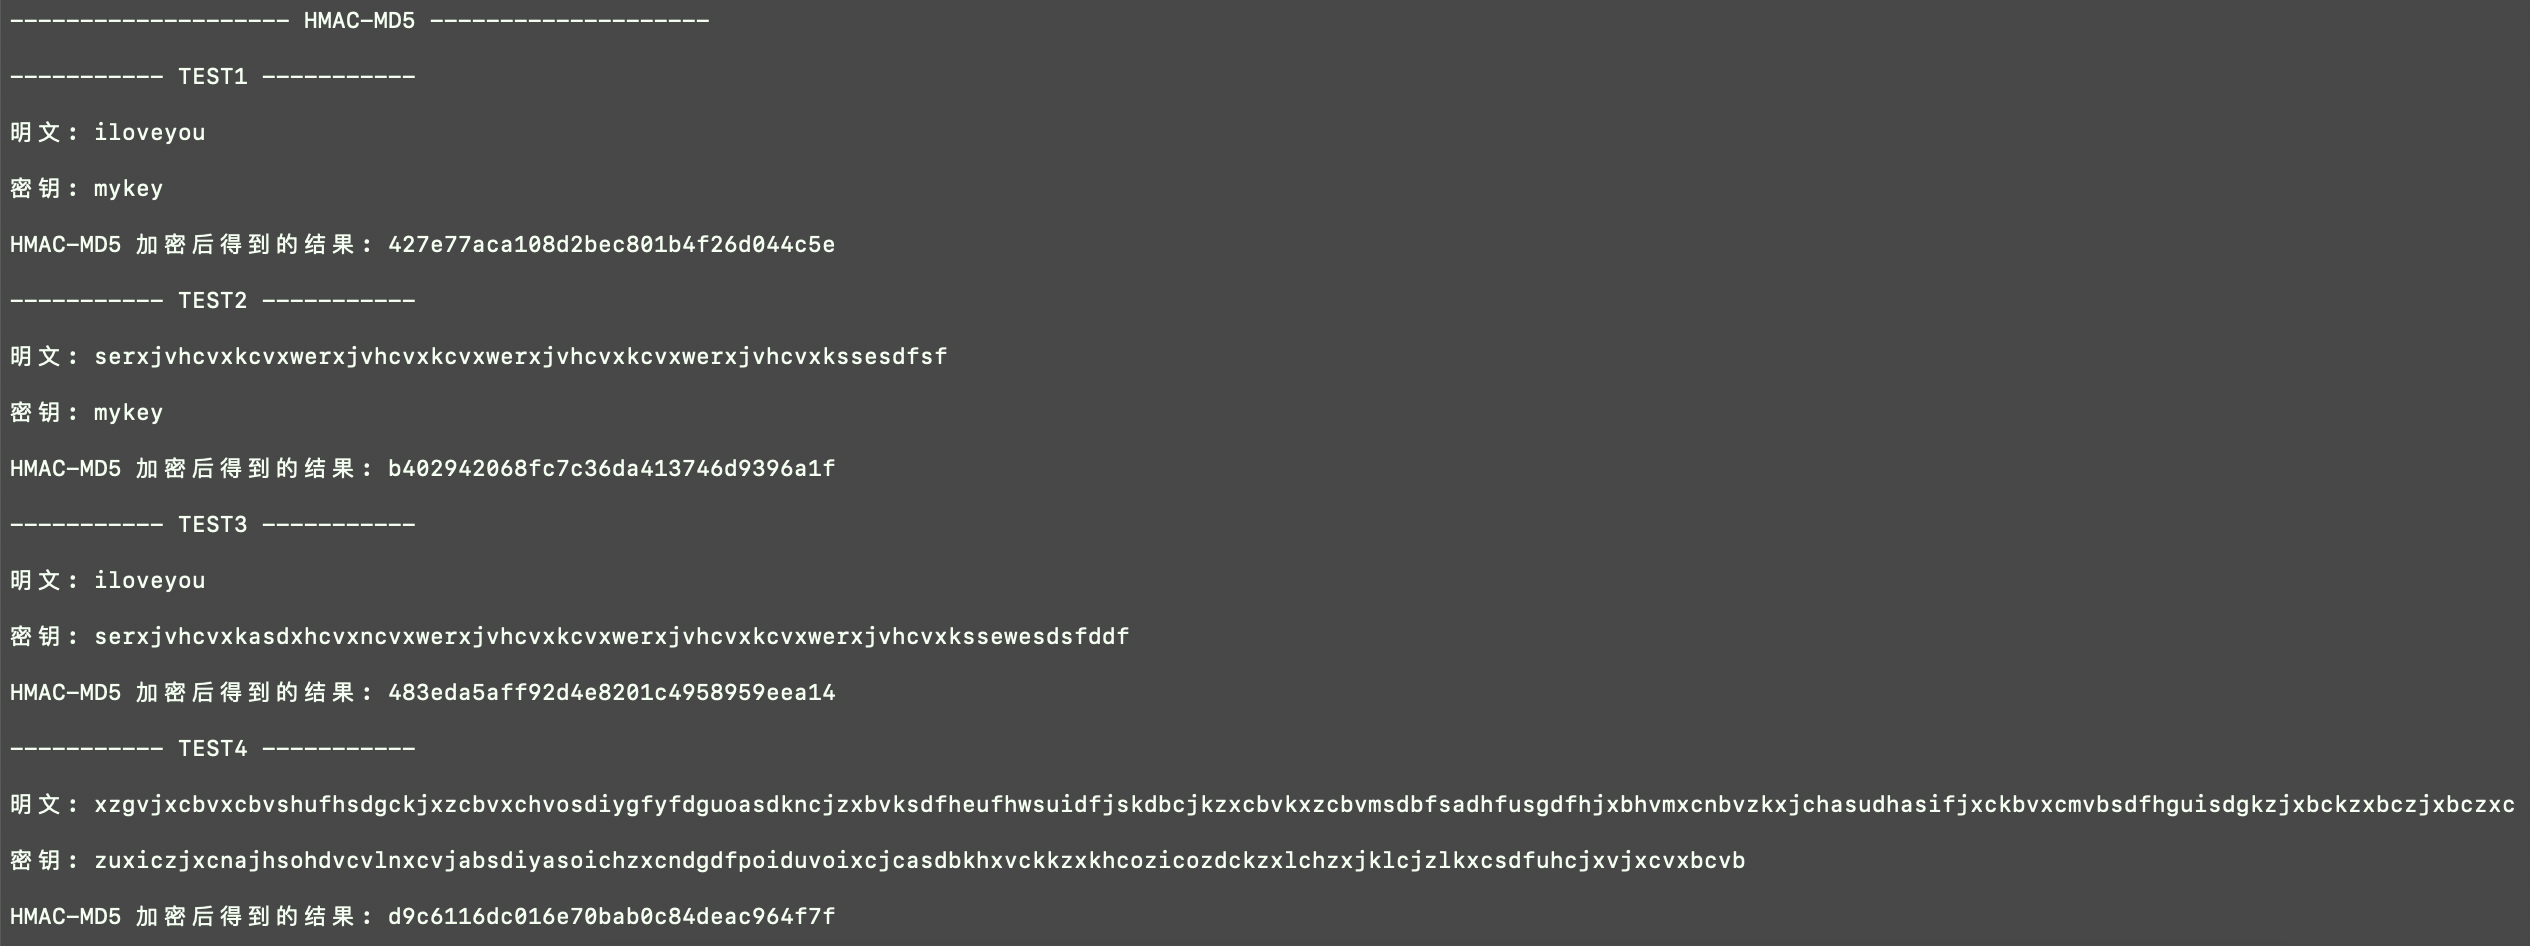 -------------------- HMAC-MD5 --------------------
----------- TEST1 -----------
明文: iloveyou
密钥: mykey
HMAC-MD5 加密后得到的结果: 427e77aca108d2bec801b4f26d044c5e
----------- TEST2 -----------
明文: serxjvhcvxkcvxwerxjvhcvxkcvxwerxjvhcvxkcvxwerxjvhcvxkssesdfsf
密钥: mykey
HMAC-MD5 加密后得到的结果: b402942068fc7c36da413746d9396a1f
----------- TEST3 -----------
明文: iloveyou
密钥: serxjvhcvxkasdxhcvxncvxwerxjvhcvxkcvxwerxjvhcvxkcvxwerxjvhcvxkssewesdsfddf
HMAC-MD5 加密后得到的结果: 483eda5aff92d4e8201c4958959eea14
----------- TEST4 -----------
明文: xzgvjxcbvxcbvshufhsdgckjxzcbvxchvosdiygfyfdguoasdkncjzxbvksdfheufhwsuidfjskdbcjkzxcbvkxzcbvmsdbfsadhfusgdfhjxbhvmxcnbvzkxjchasudhasifjxckbvxcmvbsdfhguisdgkzjxbckzxbczjxbczxc
密钥: zuxiczjxcnajhsohdvcvlnxcvjabsdiyasoichzxcndgdfpoiduvoixcjcasdbkhxvckkzxkhcozicozdckzxlchzxjklcjzlkxcsdfuhcjxvjxcvxbcvb
HMAC-MD5 加密后得到的结果: d9c6116dc016e70bab0c84deac964f7f